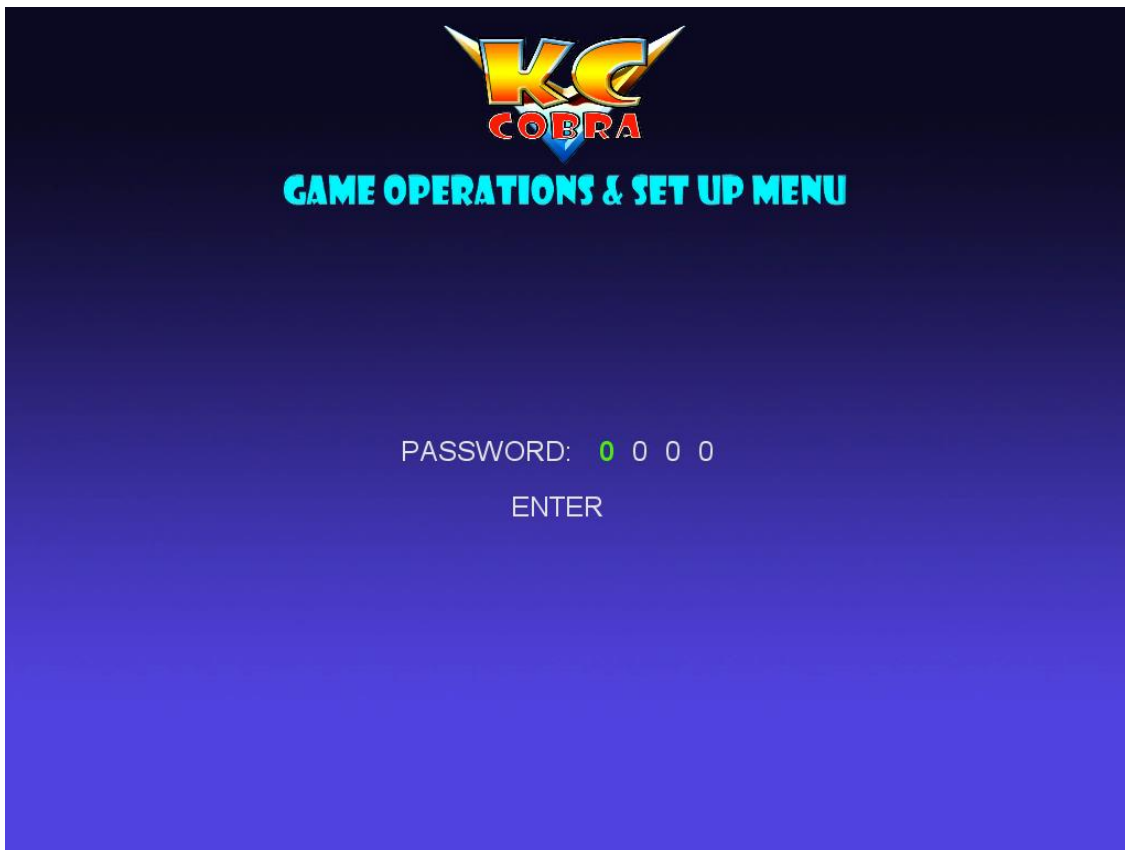 KC
COBRA
GAME OPERATIONS & SET UP MENU
PASSWORD: 0 0 0 0
ENTER